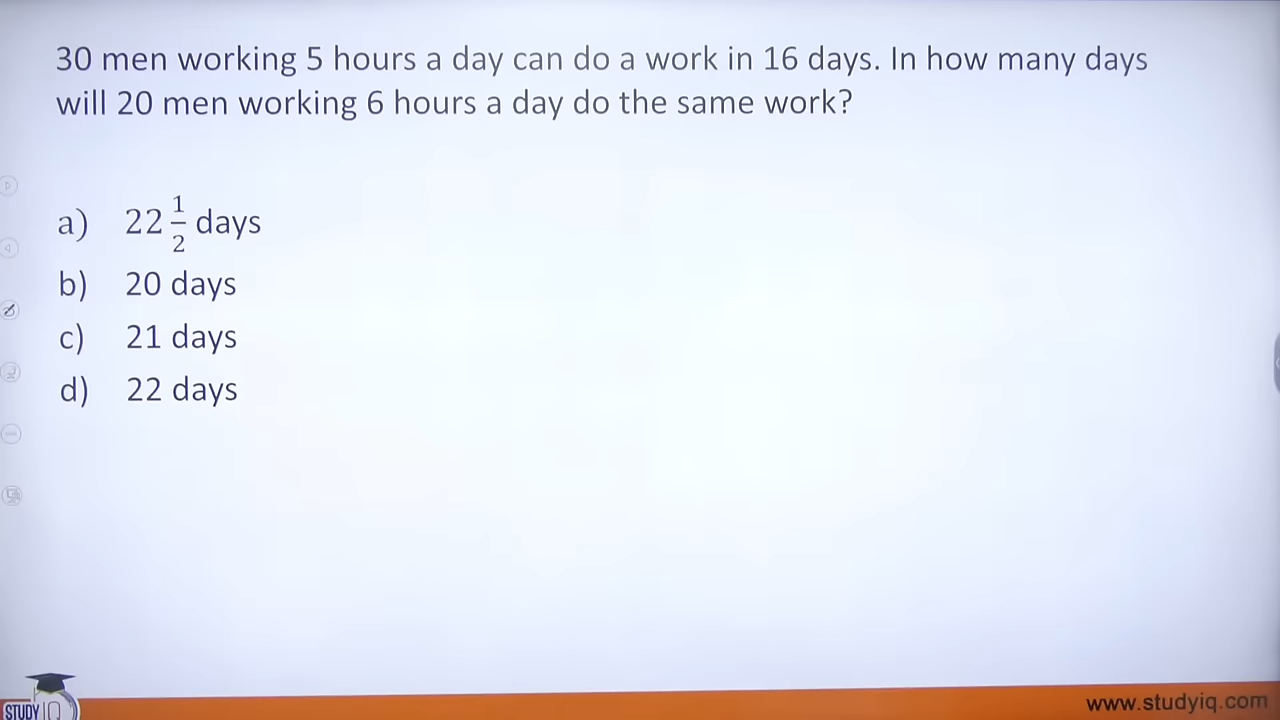 30 men working 5 hours a day can do a work in 16 days. In how many days
will 20 men working 6 hours a day do the same work?
a) 22 1/2 days
b) 20 days
c) 21 days
d) 22 days
STUDY IQ
www.studyiq.com